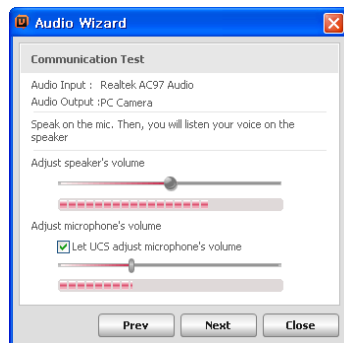 Audio Wizard
Communication Test
Audio Input : Realtek AC97 Audio
Audio Output :PC Camera
Speak on the mic. Then, you will listen your voice on the
speaker
Adjust speaker's volume
Adjust microphone's volume
Let UCS adjust microphone's volume
Prev Next Close